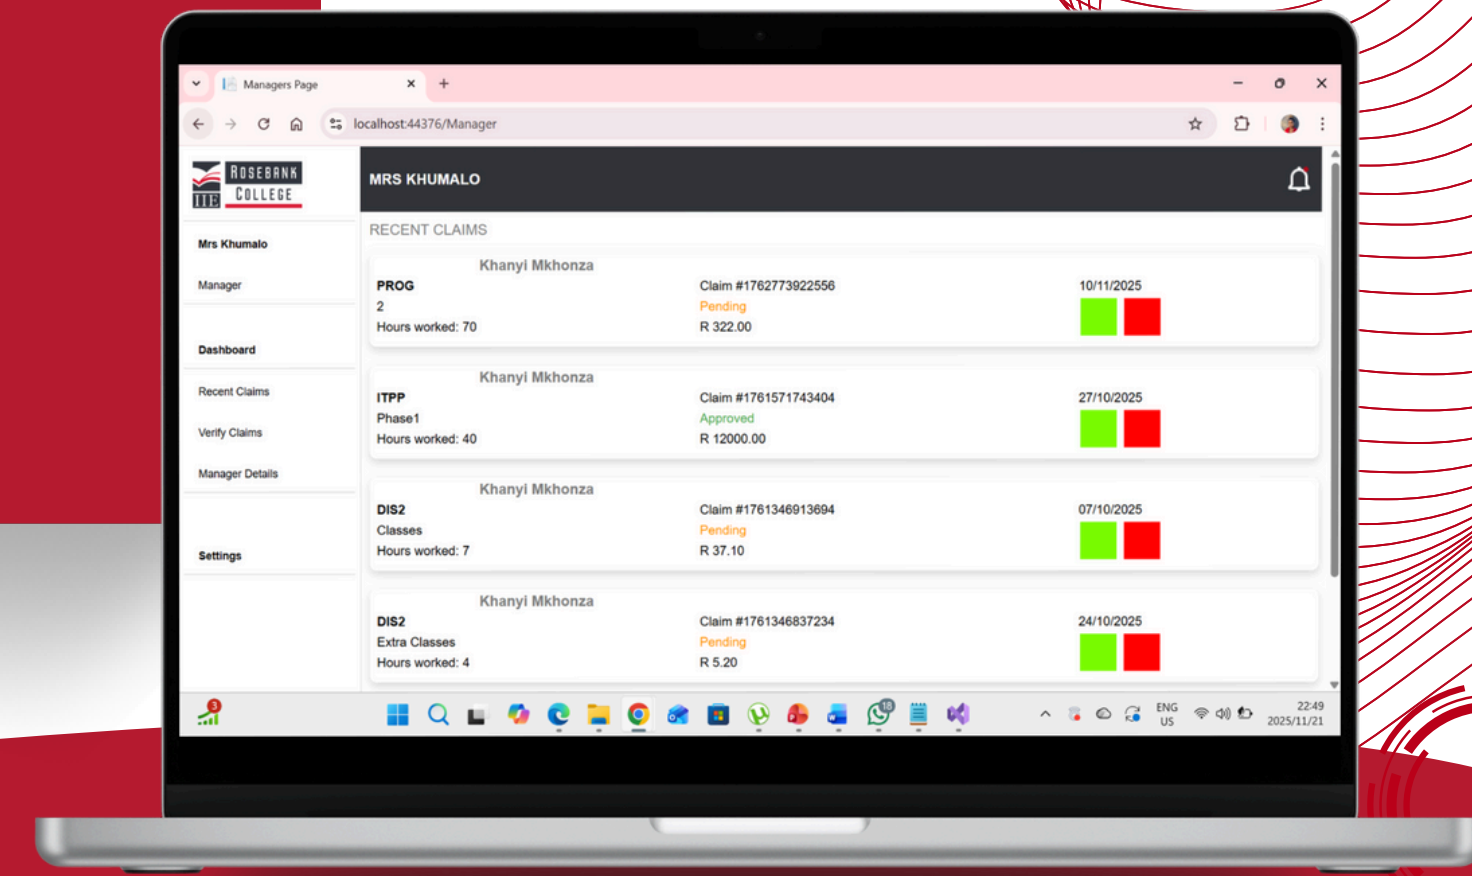 Managers Page
localhost:44376/Manager
ROSEBANK
COLLEGE
IIE
MRS KHUMALO
Mrs Khumalo
Manager
Dashboard
Recent Claims
Verify Claims
Manager Details
Settings
RECENT CLAIMS
Khanyi Mkhonza
PROG Claim #1762773922556 10/11/2025
2 Pending
Hours worked: 70 R 322.00
Khanyi Mkhonza
ITPP Claim #1761571743404 27/10/2025
Phase1 Approved
Hours worked: 40 R 12000.00
Khanyi Mkhonza
DIS2 Claim #1761346913694 07/10/2025
Classes Pending
Hours worked: 7 R 37.10
Khanyi Mkhonza
DIS2 Claim #1761346837234 24/10/2025
Extra Classes Pending
Hours worked: 4 R 5.20
3
18
ENG
US
22:49
2025/11/21